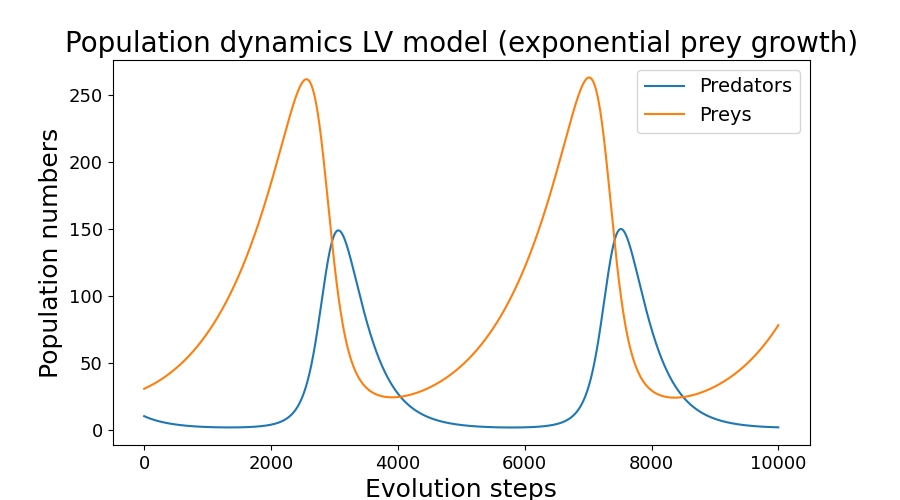 Population dynamics LV model (exponential prey growth)
Predators
Preys
Population numbers
250
200
150
100
50
0
0 2000 4000 6000 8000 10000
Evolution steps